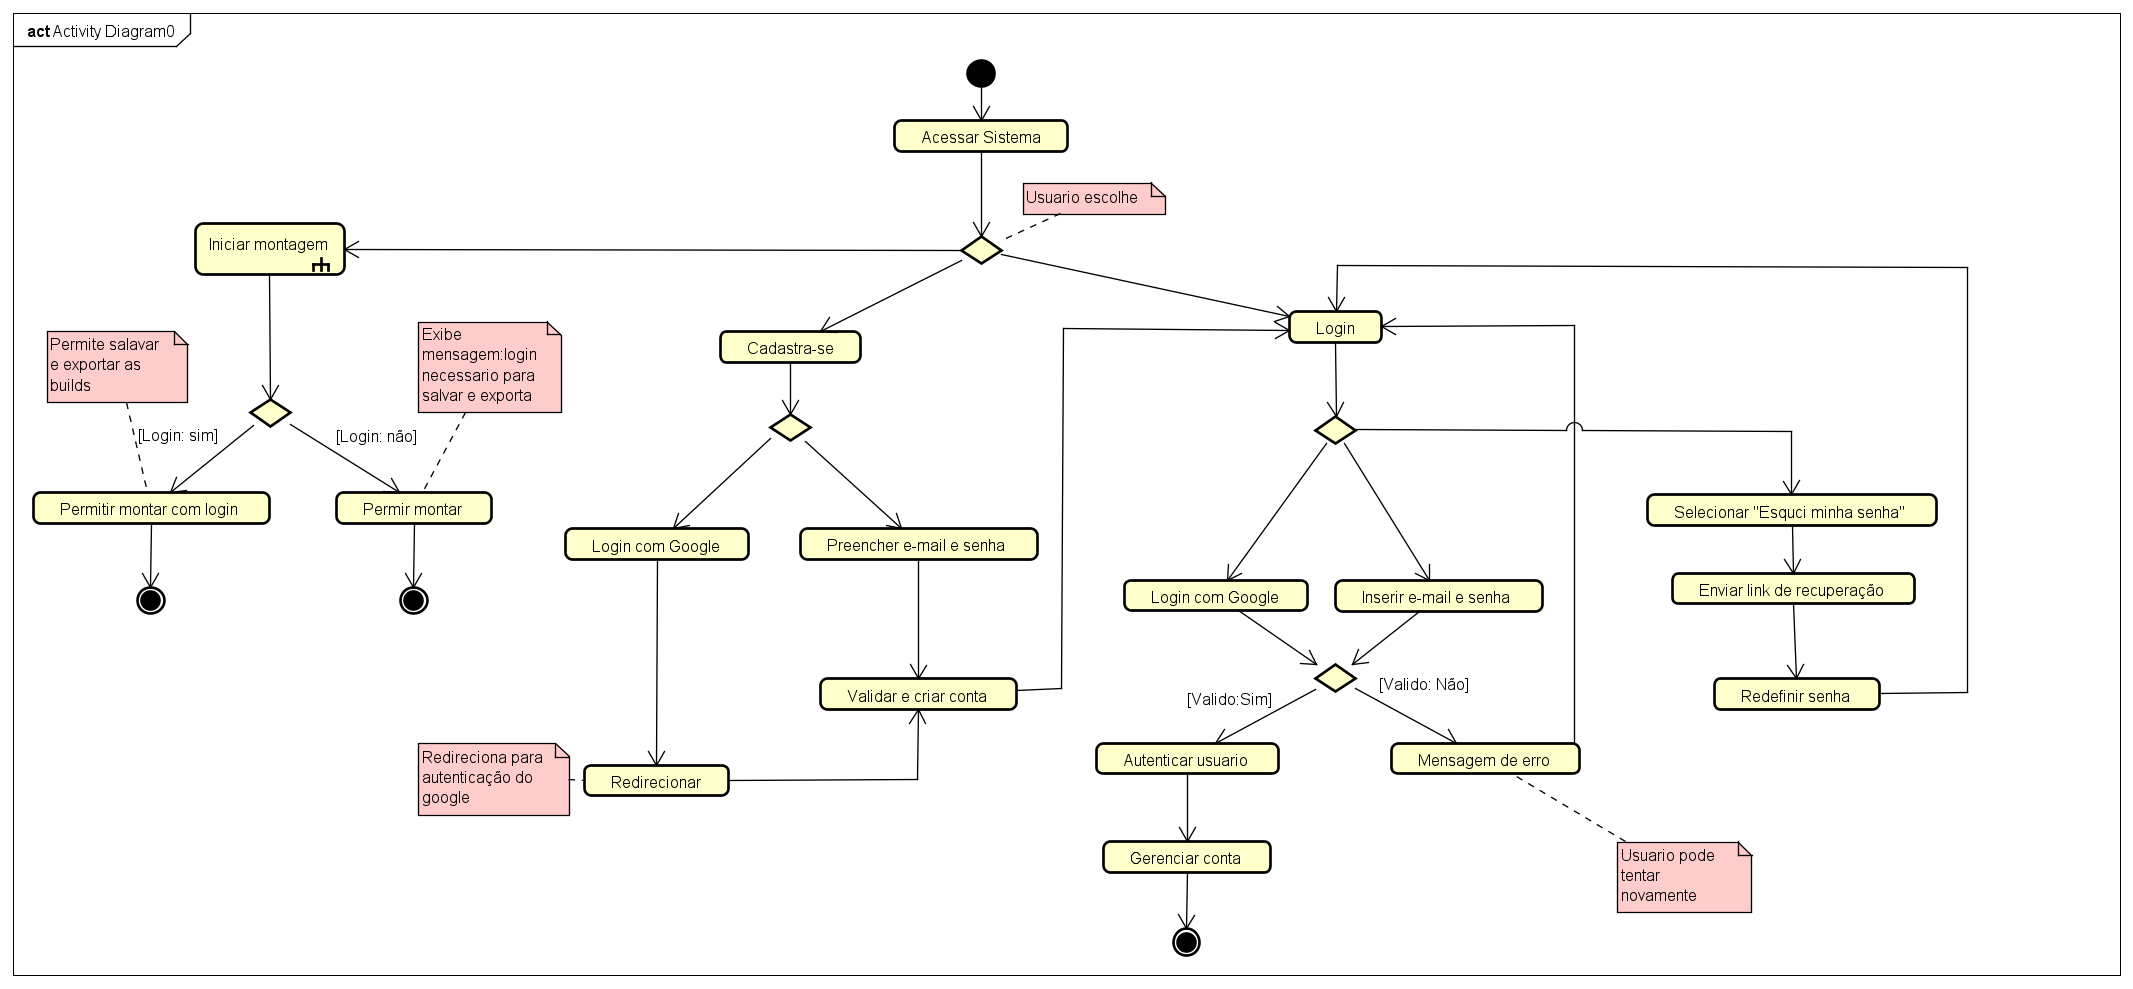 act Activity Diagram0
Acessar Sistema
Usuario escolhe
Iniciar montagem
Login
Permite salavar
e exportar as
builds
Exibe
mensagem:login
necessario para
salvar e exporta
Cadastra-se
[Login: sim]
[Login: não]
Permitir montar com login
Permir montar
Selecionar "Esquci minha senha"
Login com Google
Preencher e-mail e senha
Login com Google
Inserir e-mail e senha
Enviar link de recuperação
Validar e criar conta
[Valido:Sim]
[Valido: Não]
Redefinir senha
Redireciona para
autenticação do
google
Redirecionar
Autenticar usuario
Mensagem de erro
Gerenciar conta
Usuario pode
tentar
novamente